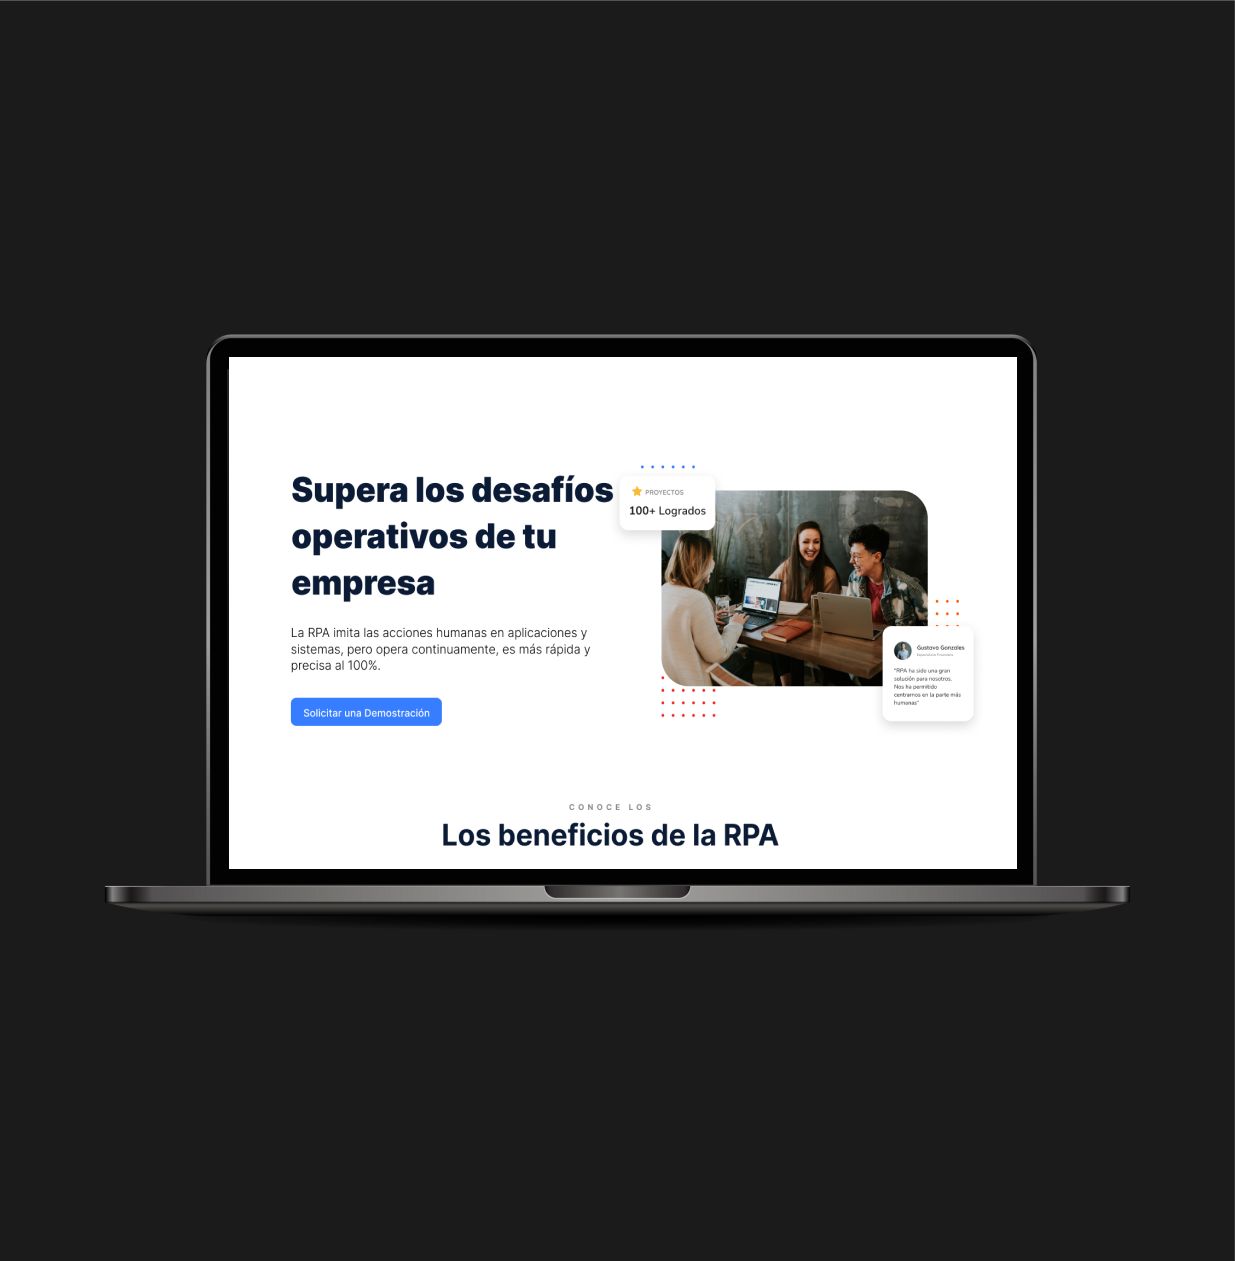 Supera los desafíos
operativos de tu
empresa
La RPA imita las acciones humanas en aplicaciones y
sistemas, pero opera continuamente, es más rápida y
precisa al 100%.
Solicitar una Demostración
PROYECTOS
100+ Logrados
Gustavo Gonzales
"RPA ha sido una gran
solución para nosotros.
Nos ha permitido
centrarnos en la parte más
humanas"
CONOCE LOS
Los beneficios de la RPA